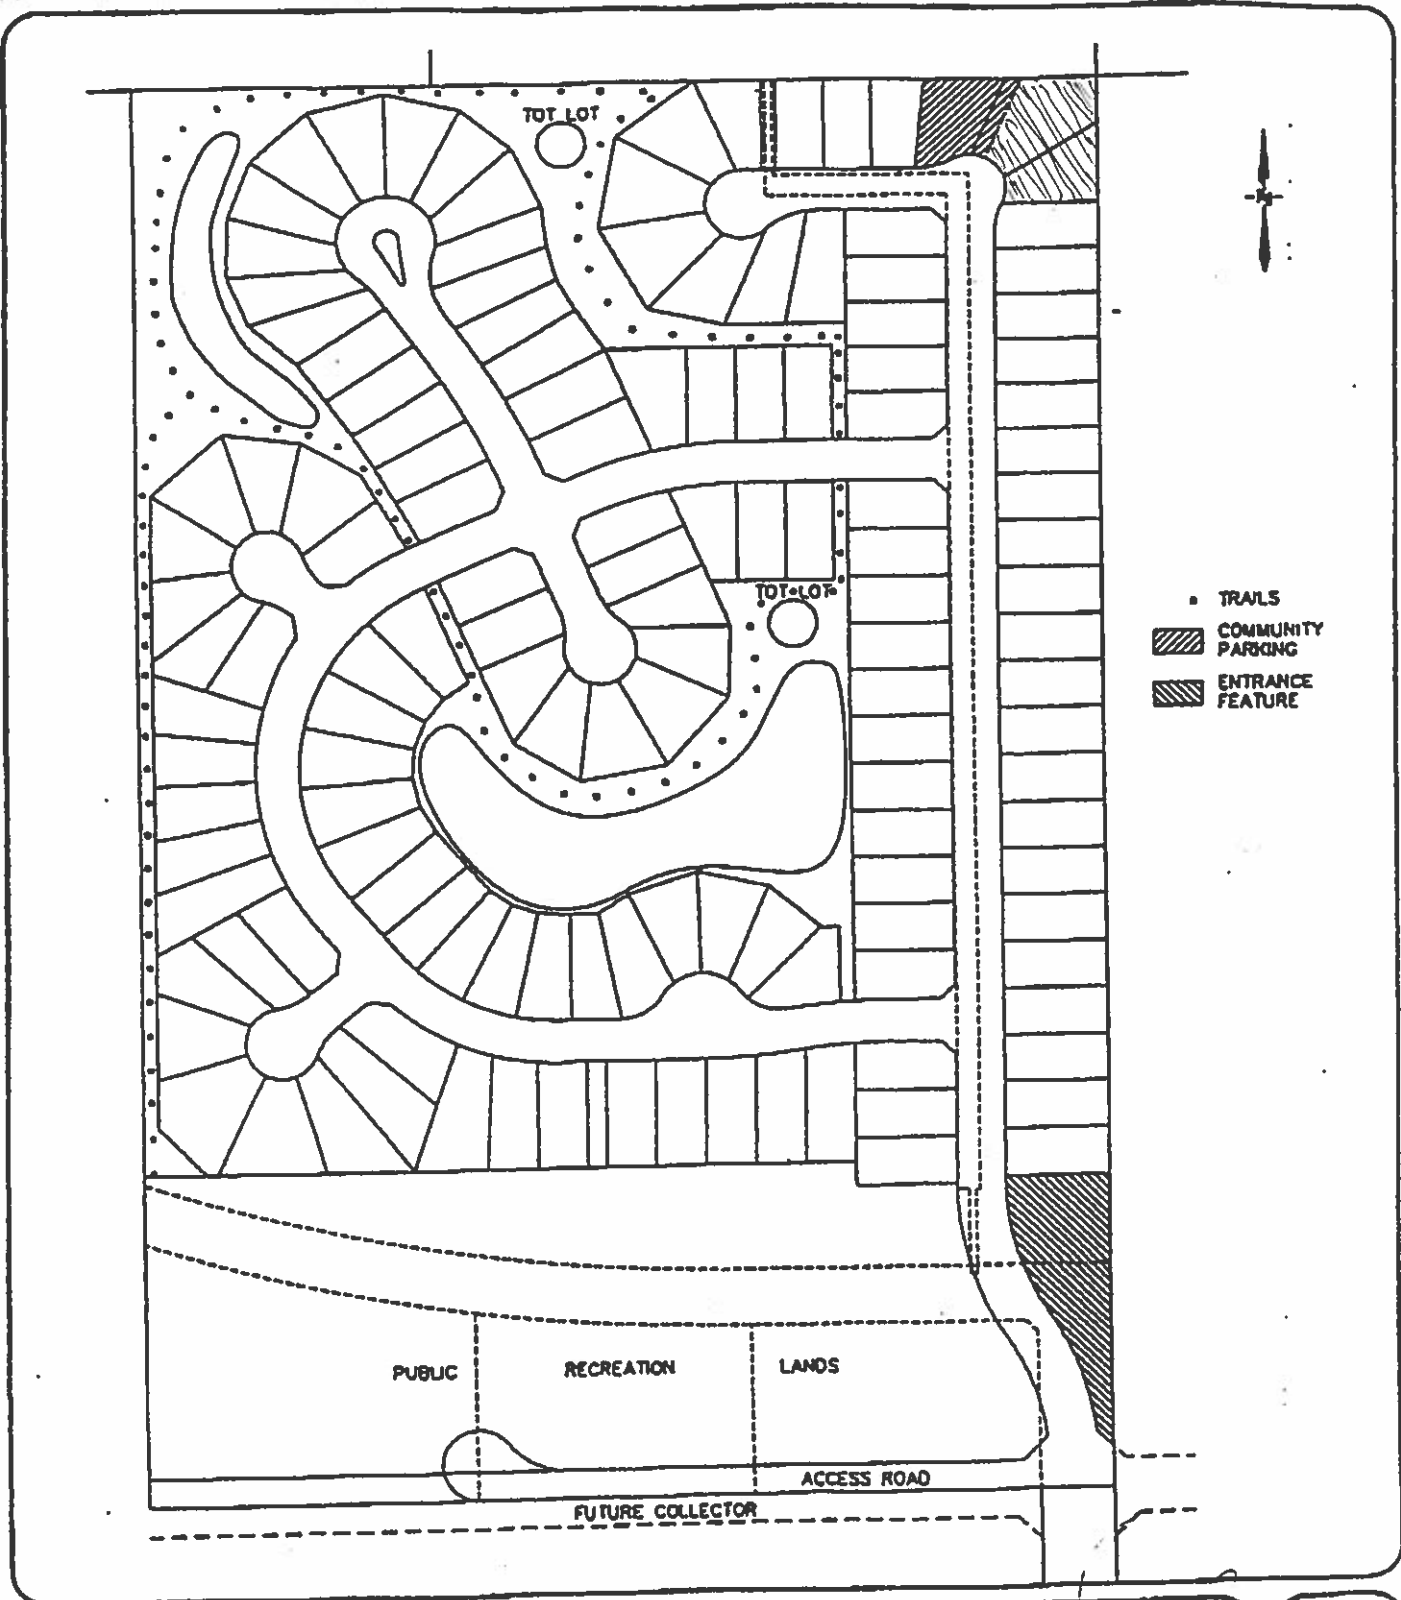 TOT LOT
TRAILS
COMMUNITY
PARKING
ENTRANCE
FEATURE
TOT LOT
PUBLIC
RECREATION
LANDS
ACCESS ROAD
FUTURE COLLECTOR